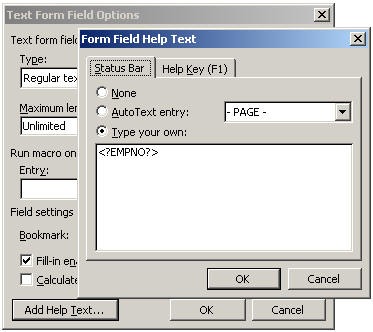 Text Form Field Options
Text form field
Type:
Regular tex
Maximum len
Unlimited
Run macro on
Entry:
Field settings
Bookmark:
Fill-in en
Calculate
Add Help Text...
OK
Cancel
Form Field Help Text
Status Bar
Help Key (F1)
None
AutoText entry:
- PAGE -
Type your own:
<?EMPNO?>
OK
Cancel